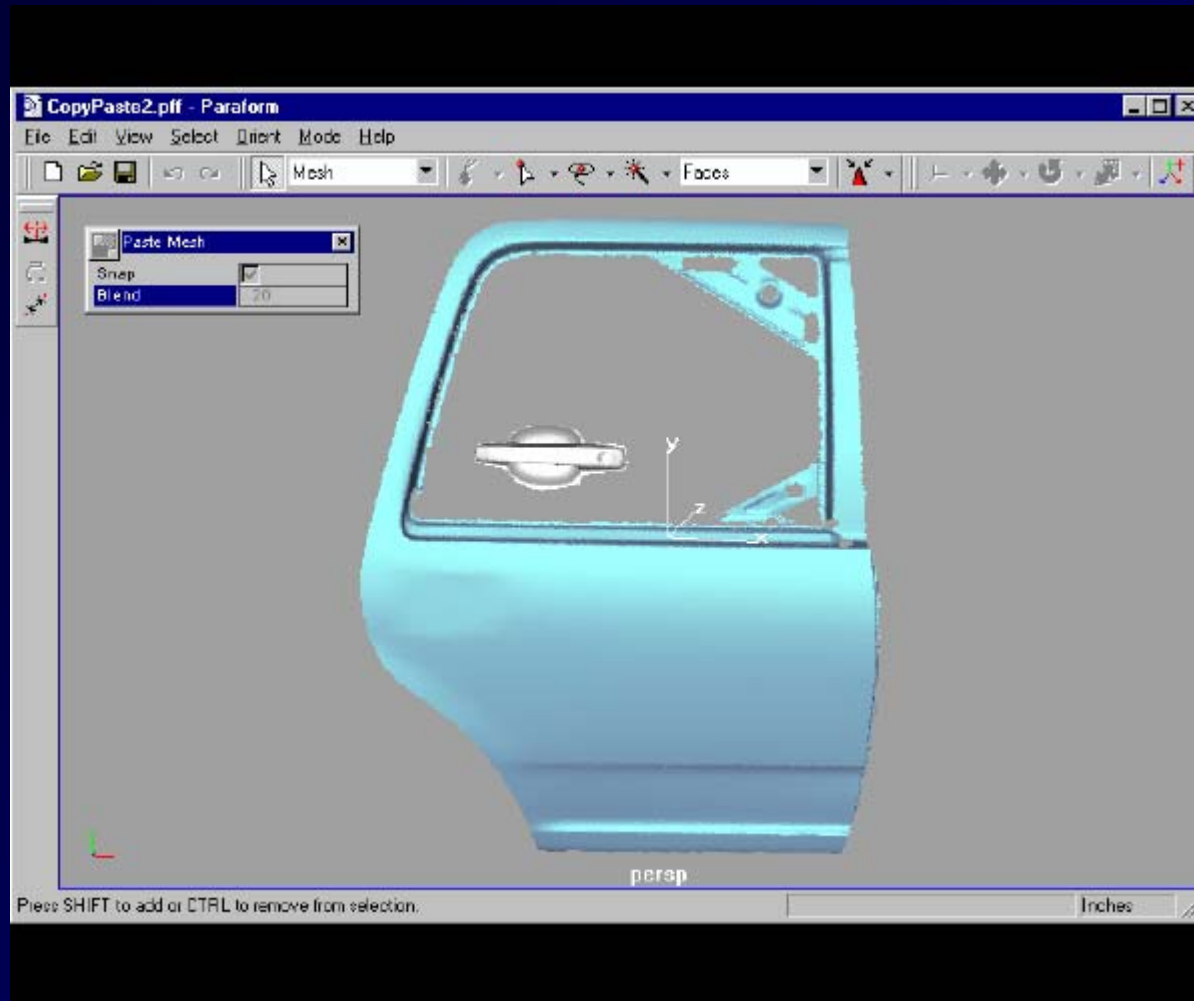 CopyPaste2.pff - Paraform
File Edit View Select Orient Mode Help
Mesh Faces
Paste Mesh
Snap
Blend 20
y
z
x
persp
Press SHIFT to add or CTRL to remove from selection. Inches